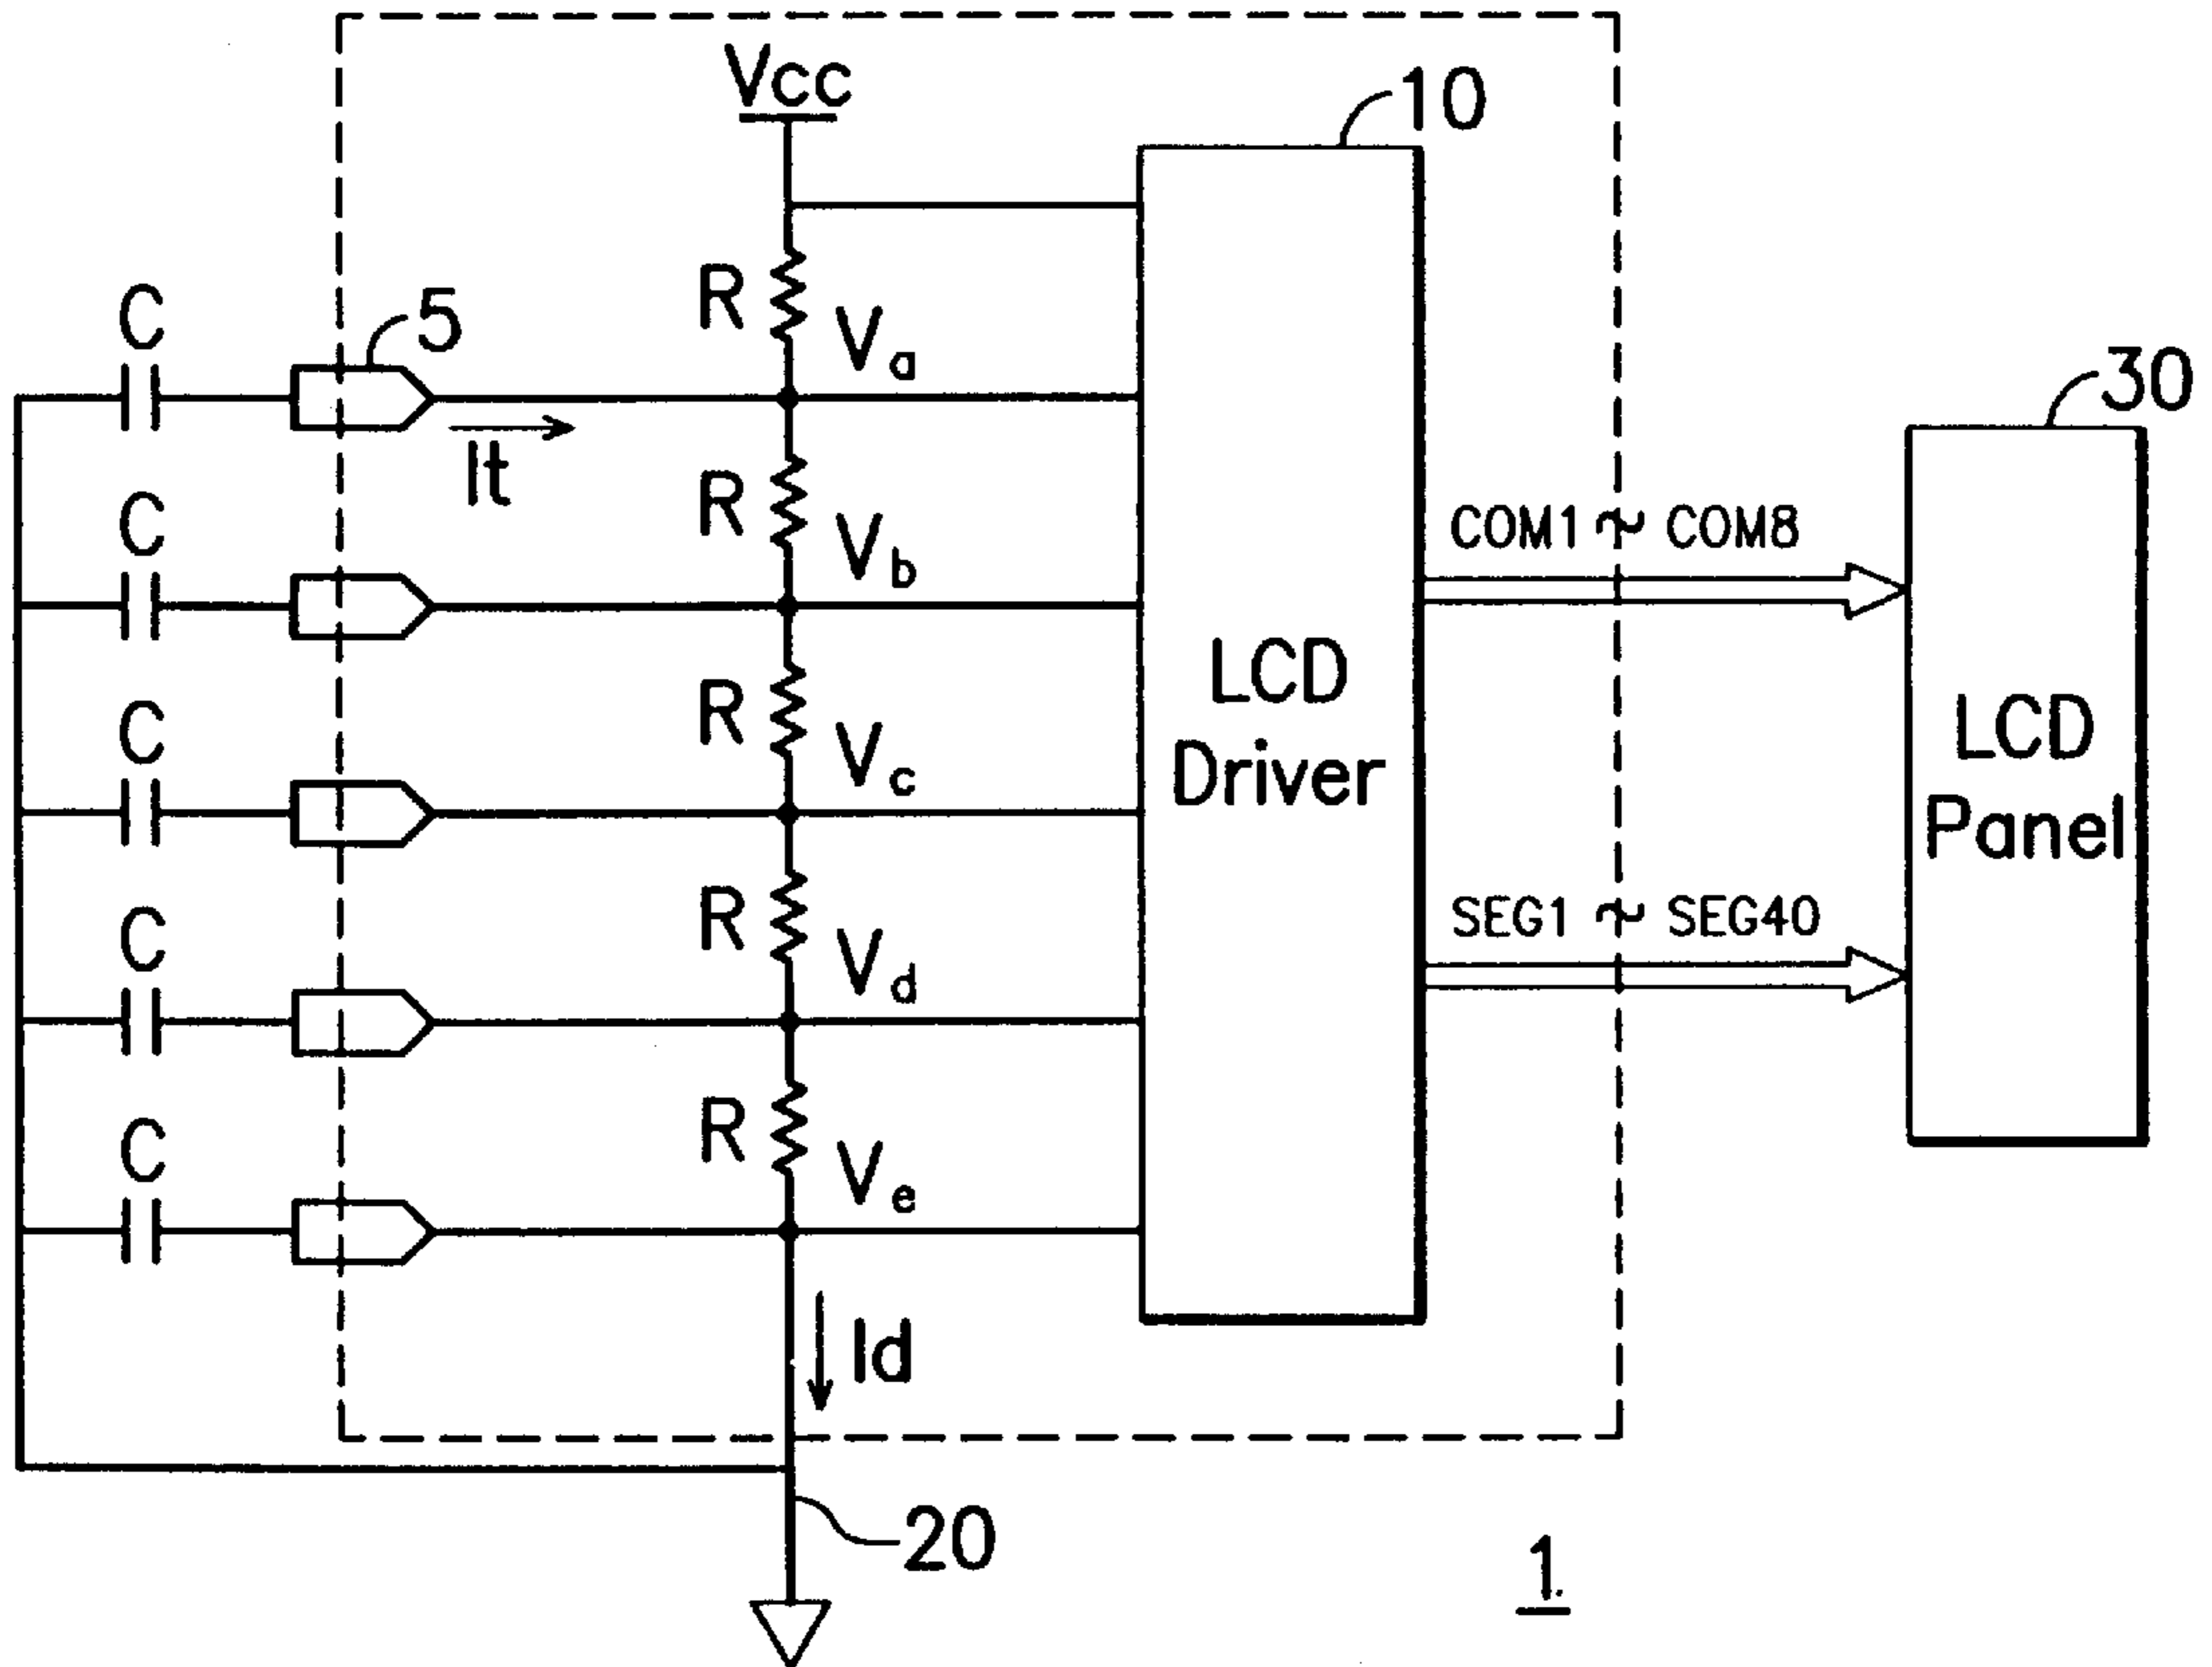 Vcc
10
R
Va
C
5
It
R
Vb
C
30
COM1 ~ COM8
R
Vc
C
LCD
Driver
LCD
Panel
R
Vd
C
SEG1 ~ SEG40
R
Ve
C
Id
20
1